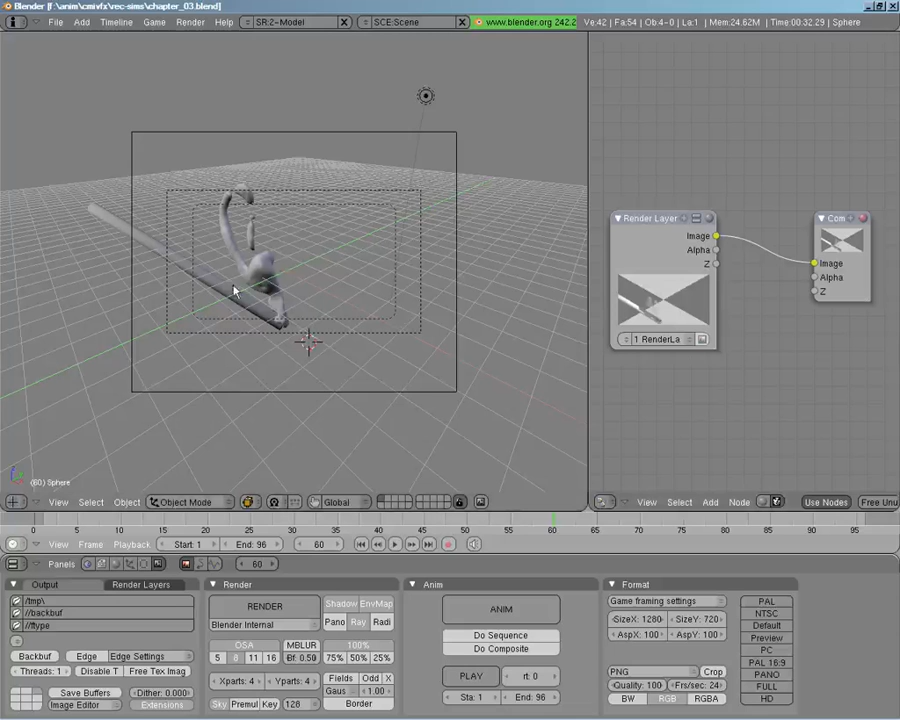 Blender [f:\anim\cmivfx\rec-sims\chapter_03.blend]
File Add Timeline Game Render Help SR:2-Model SCE:Scene www.blender.org 242.2 Ve:42 | Fa:54 | Ob:4-0 | La:1 | Mem:24.62M | Time:00:32.29 | Sphere
Render Layer
Image
Alpha
Z
1 RenderLa
Com
Image
Alpha
Z
(60) Sphere
View Select Object Object Mode Global
View Select Add Node Use Nodes Free Unu
0 5 10 15 20 25 30 35 40 45 50 55 60 65 70 75 80 85 90 95
View Frame Playback Start: 1 End: 96 60
Panels 60
Output Render Layers
/tmp\
//backbuf
//ftype
Backbuf Edge Edge Settings
Threads: 1 Disable T Free Tex Imag
Save Buffers Dither: 0.000
Image Editor Extensions
Render
RENDER
Blender Internal
Shadow EnvMap
Pano Ray Radi
OSA MBLUR 100%
5 8 11 16 Bf: 0.50 75% 50% 25%
Xparts: 4 Yparts: 4 Fields Odd X
Gaus 1.00
Sky Premul Key 128 Border
Anim
ANIM
Do Sequence
Do Composite
PLAY rt: 0
Sta: 1 End: 96
Format
Game framing settings
SizeX: 1280 SizeY: 720
AspX: 100 AspY: 100
PNG Crop
Quality: 100 Frs/sec: 24
BW RGB RGBA
PAL
NTSC
Default
Preview
PC
PAL 16:9
PANO
FULL
HD